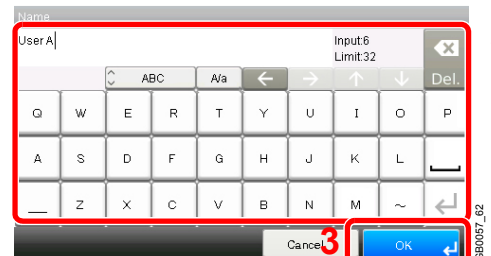 Name
User A
Input:6
Limit:32
ABC
A/a
Del.
Q W E R T Y U I O P
A S D F G H J K L
_ Z X C V B N M ~
Cancel
3
OK
GB0057_62